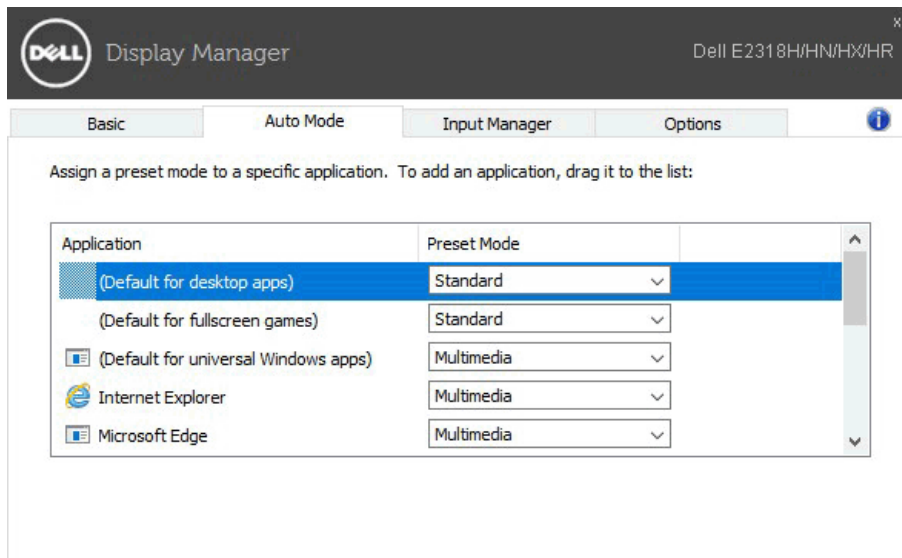 x
DELL Display Manager
Dell E2318H/HN/HX/HR
Basic Auto Mode Input Manager Options i
Assign a preset mode to a specific application. To add an application, drag it to the list:
Application Preset Mode
(Default for desktop apps) Standard
(Default for fullscreen games) Standard
(Default for universal Windows apps) Multimedia
Internet Explorer Multimedia
Microsoft Edge Multimedia